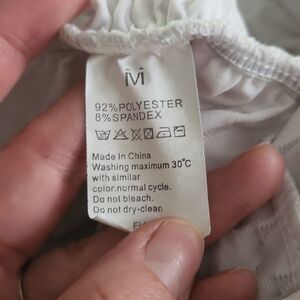 M
92%POLYESTER
8%SPANDEX
Made in China
Washing maximum 30°C
with similar
color.normal cycle.
Do not bleach.
Do not dry-clean